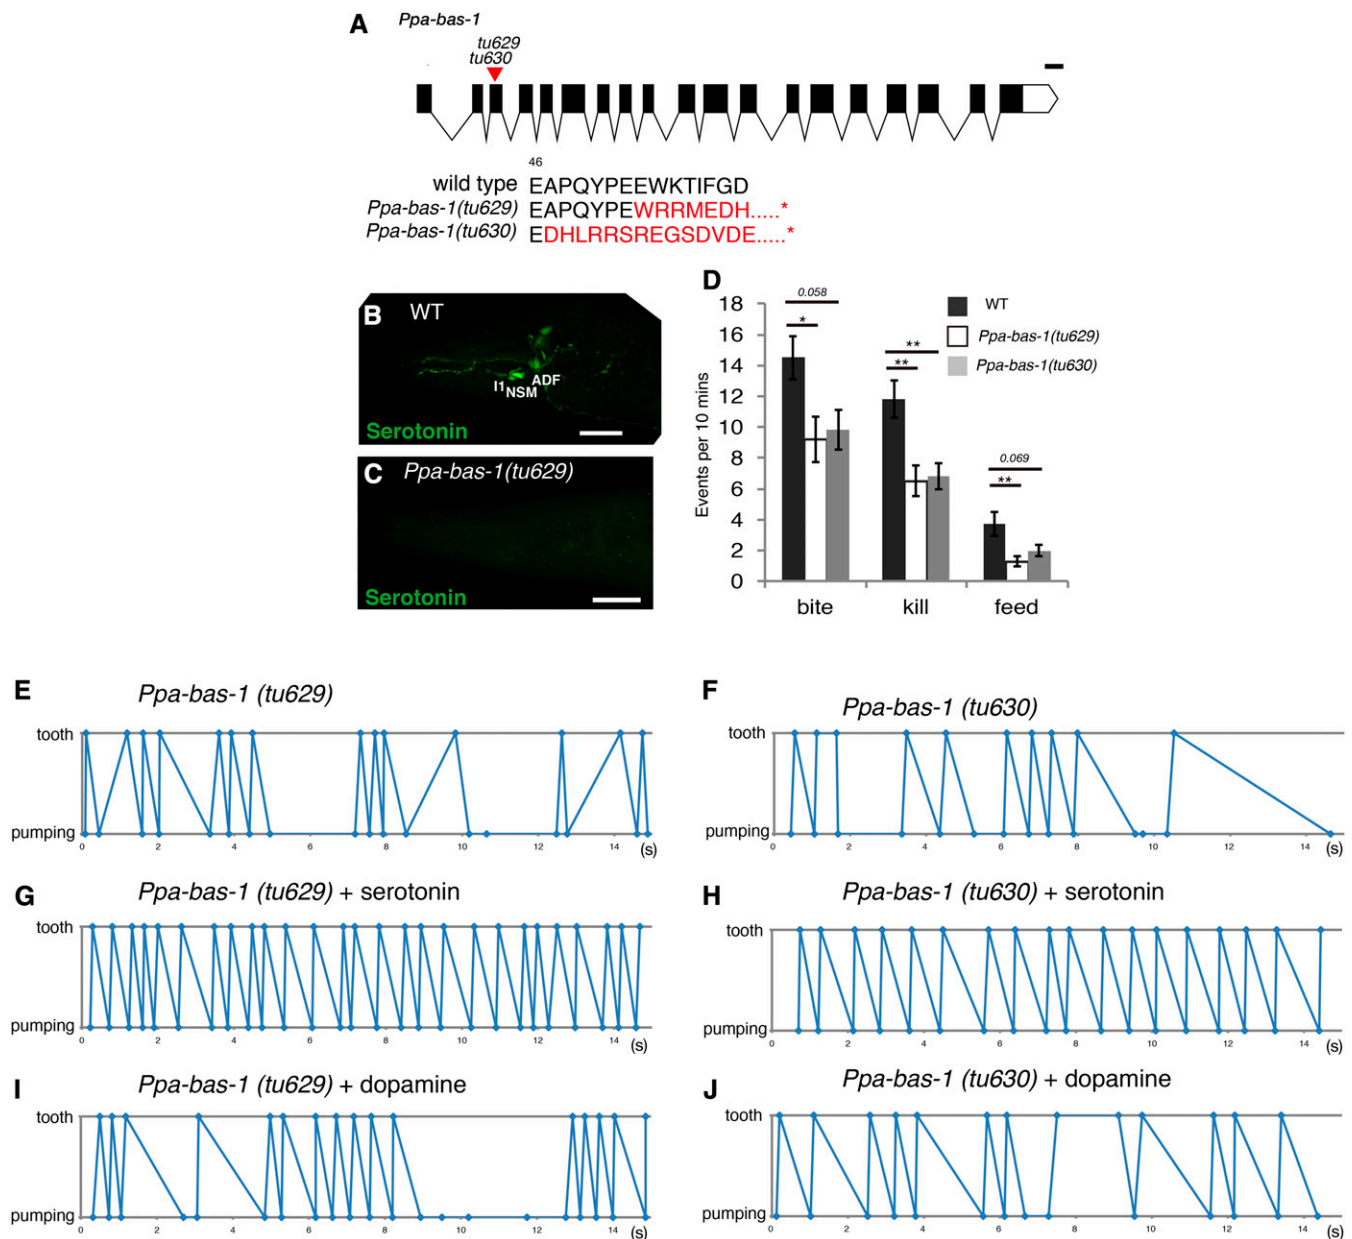 A
Ppa-bas-1
tu629
tu630
46
wild type EAPQYPEEWKTIFGD
Ppa-bas-1(tu629) EAPQYPEWRRMEDH.....*
Ppa-bas-1(tu630) EDHLRRSREGSDVDE.....*
B WT
I1 NSM ADF
Serotonin
C Ppa-bas-1(tu629)
Serotonin
D
Events per 10 mins
18
16
14
12
10
8
6
4
2
0
0.058
*
**
**
0.069
**
WT
Ppa-bas-1(tu629)
Ppa-bas-1(tu630)
bite kill feed
E Ppa-bas-1 (tu629)
tooth
pumping
0 2 4 6 8 10 12 14 (s)
F Ppa-bas-1 (tu630)
tooth
pumping
0 2 4 6 8 10 12 14 (s)
G Ppa-bas-1 (tu629) + serotonin
tooth
pumping
0 2 4 6 8 10 12 14 (s)
H Ppa-bas-1 (tu630) + serotonin
tooth
pumping
0 2 4 6 8 10 12 14 (s)
I Ppa-bas-1 (tu629) + dopamine
tooth
pumping
0 2 4 6 8 10 12 14 (s)
J Ppa-bas-1 (tu630) + dopamine
tooth
pumping
0 2 4 6 8 10 12 14 (s)